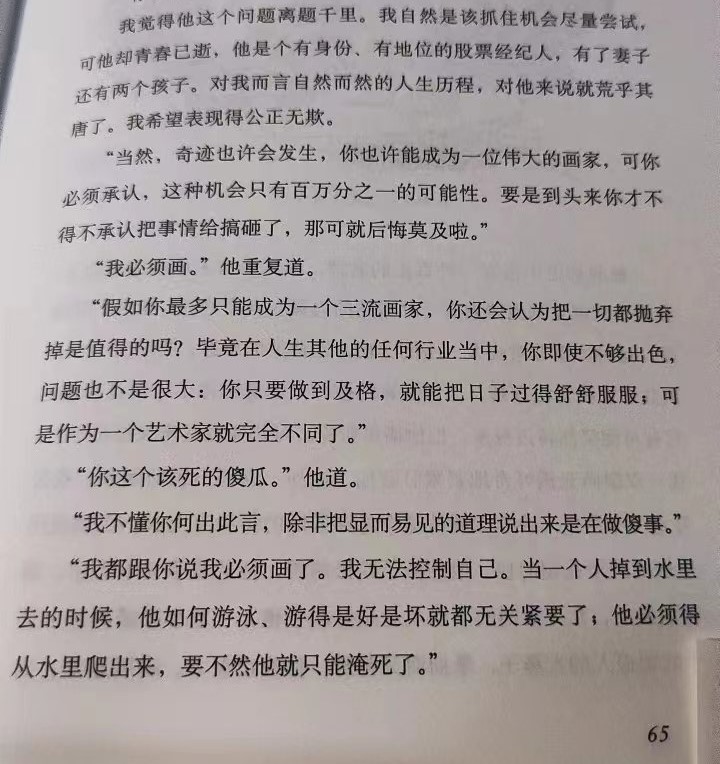 我觉得他这个问题离题千里。我自然是该抓住机会尽量尝试，
可他却青春已逝，他是个有身份、有地位的股票经纪人，有了妻子
还有两个孩子。对我而言自然而然的人生历程，对他来说就荒乎其
唐了。我希望表现得公正无欺。
“当然，奇迹也许会发生，你也许能成为一位伟大的画家，可你
必须承认，这种机会只有百万分之一的可能性。要是到头来你才不
得不承认把事情给搞砸了，那可就后悔莫及啦。”
“我必须画。”他重复道。
“假如你最多只能成为一个三流画家，你还会认为把一切都抛弃
掉是值得的吗？毕竟在人生其他的任何行业当中，你即使不够出色，
问题也不是很大：你只要做到及格，就能把日子过得舒舒服服；可
是作为一个艺术家就完全不同了。”
“你这个该死的傻瓜。”他道。
“我不懂你何出此言，除非把显而易见的道理说出来是在做傻事。”
“我都跟你说我必须画了。我无法控制自己。当一个人掉到水里
去的时候，他如何游泳、游得是好是坏就都无关紧要了；他必须得
从水里爬出来，要不然他就只能淹死了。”
65